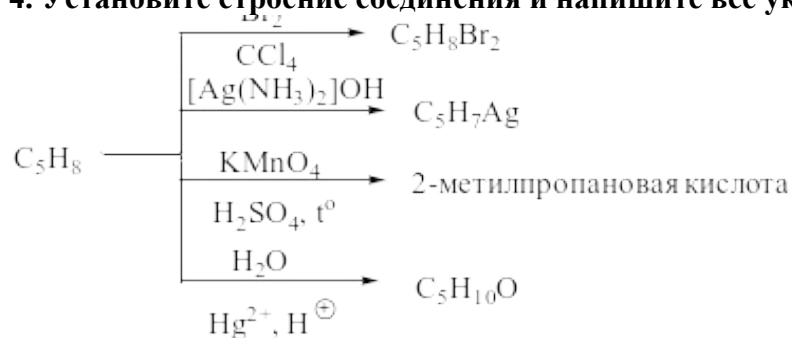 4. Установите строение соединения и напишите все
Br₂
C₅H₈Br₂
CCl₄
[Ag(NH₃)₂]OH
C₅H₇Ag
C₅H₈
KMnO₄
2-метилпропановая кислота
H₂SO₄, t°
H₂O
C₅H₁₀O
Hg²⁺, H⊕